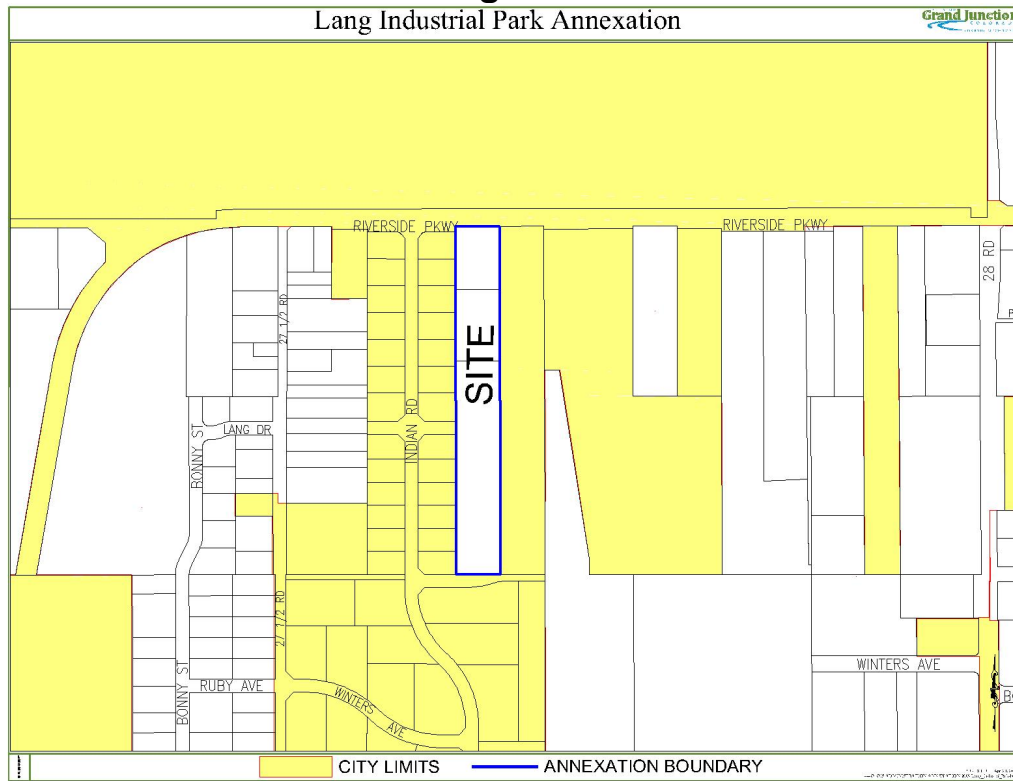 Lang Industrial Park Annexation
Grand Junction
COLORADO
RIVERSIDE PKWY
RIVERSIDE PKWY
28 RD
27 1/2 RD
SITE
INDIAN RD
LANG DR
BONNY ST
27 1/2 RD
WINTERS AVE
RUBY AVE
BONNY ST
WINTERS
AVE
CITY LIMITS
ANNEXATION BOUNDARY